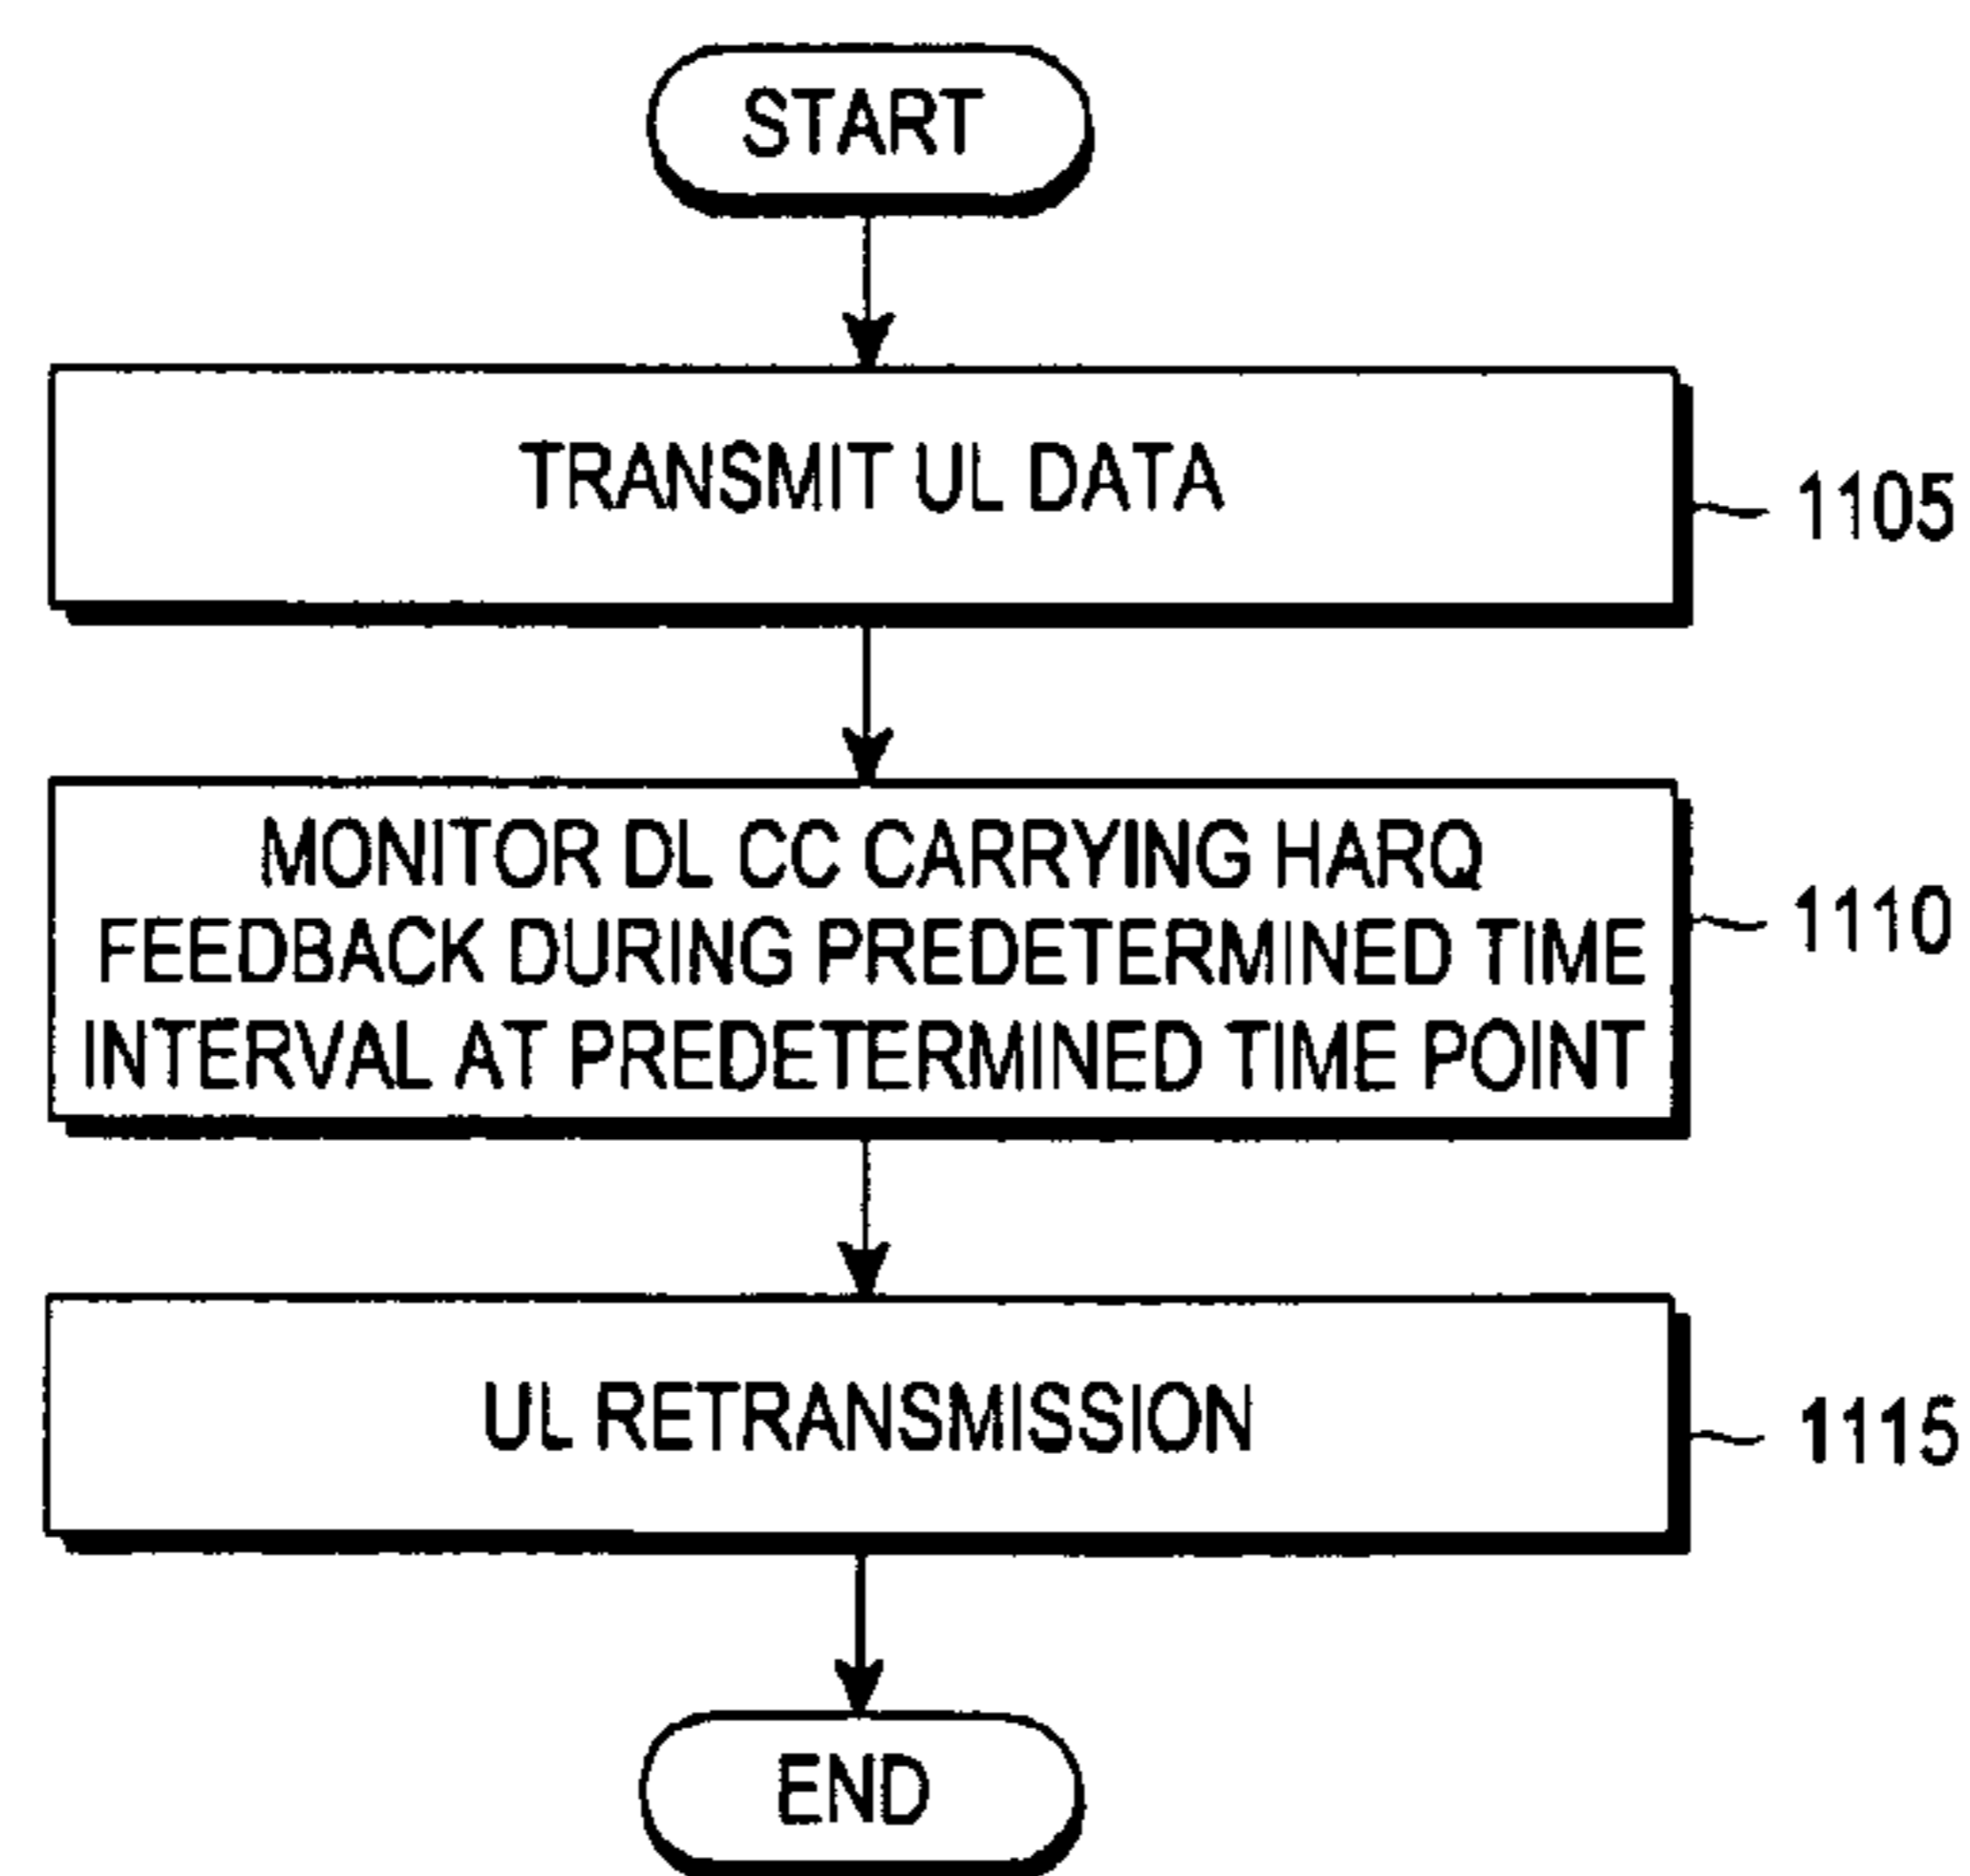 START
TRANSMIT UL DATA
1105
MONITOR DL CC CARRYING HARQ
FEEDBACK DURING PREDETERMINED TIME
INTERVAL AT PREDETERMINED TIME POINT
1110
UL RETRANSMISSION
1115
END